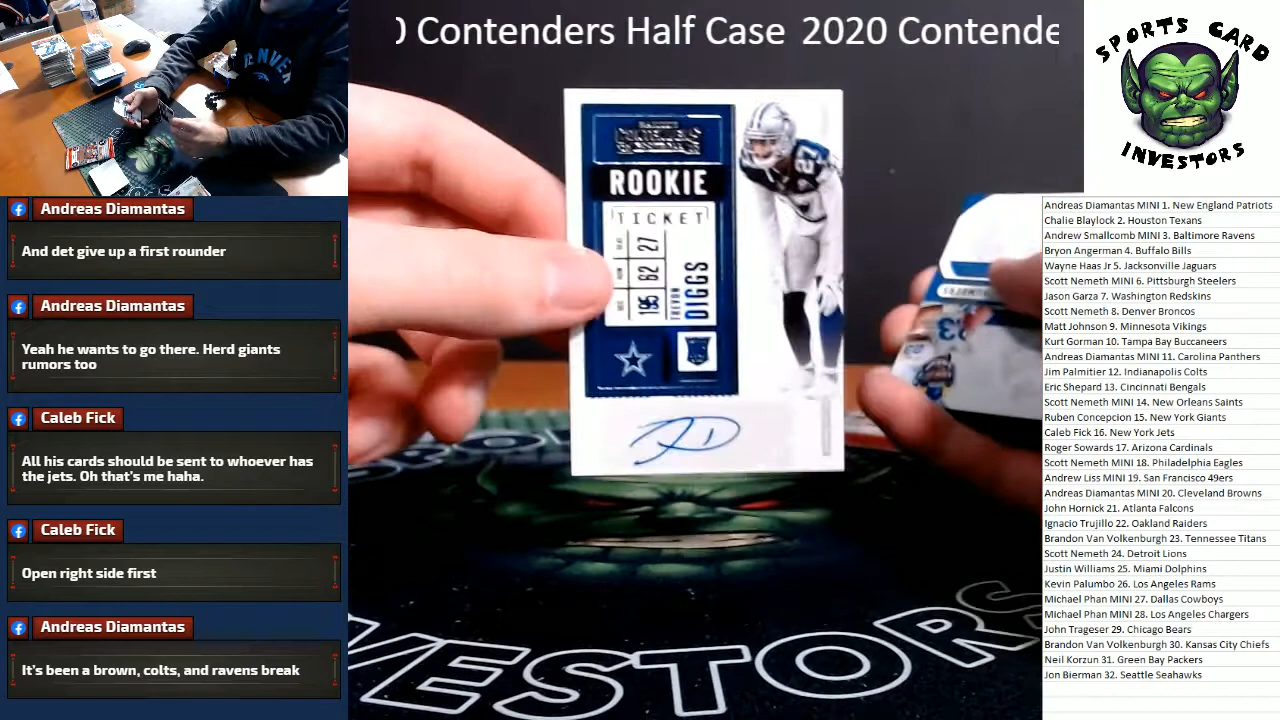 ) Contenders Half Case 2020 Contende
SPORTS CARD
INVESTORS
ENVER
Andreas Diamantas
And det give up a first rounder
Andreas Diamantas
Yeah he wants to go there. Herd giants
rumors too
Caleb Fick
All his cards should be sent to whoever has
the jets. Oh that's me haha.
Caleb Fick
Open right side first
Andreas Diamantas
It's been a brown, colts, and ravens break
CONTENDERS
ROOKIE
TICKET
27
62
195
TREVON
DIGGS
27
VESTORS
Andreas Diamantas MINI 1. New England Patriots
Chalie Blaylock 2. Houston Texans
Andrew Smallcomb MINI 3. Baltimore Ravens
Bryon Angerman 4. Buffalo Bills
Wayne Haas Jr 5. Jacksonville Jaguars
Scott Nemeth MINI 6. Pittsburgh Steelers
Jason Garza 7. Washington Redskins
Scott Nemeth 8. Denver Broncos
Matt Johnson 9. Minnesota Vikings
Kurt Gorman 10. Tampa Bay Buccaneers
Andreas Diamantas MINI 11. Carolina Panthers
Jim Palmitier 12. Indianapolis Colts
Eric Shepard 13. Cincinnati Bengals
Scott Nemeth MINI 14. New Orleans Saints
Ruben Concepcion 15. New York Giants
Caleb Fick 16. New York Jets
Roger Sowards 17. Arizona Cardinals
Scott Nemeth MINI 18. Philadelphia Eagles
Andrew Liss MINI 19. San Francisco 49ers
Andreas Diamantas MINI 20. Cleveland Browns
John Hornick 21. Atlanta Falcons
Ignacio Trujillo 22. Oakland Raiders
Brandon Van Volkenburgh 23. Tennessee Titans
Scott Nemeth 24. Detroit Lions
Justin Williams 25. Miami Dolphins
Kevin Palumbo 26. Los Angeles Rams
Michael Phan MINI 27. Dallas Cowboys
Michael Phan MINI 28. Los Angeles Chargers
John Trageser 29. Chicago Bears
Brandon Van Volkenburgh 30. Kansas City Chiefs
Neil Korzun 31. Green Bay Packers
Jon Bierman 32. Seattle Seahawks